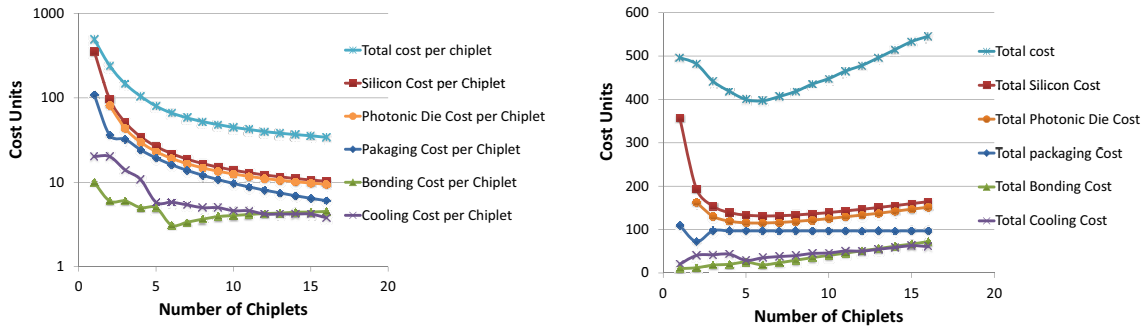 1000
100
10
1
0
5
10
15
20
Cost Units
Number of Chiplets
Total cost per chiplet
Silicon Cost per Chiplet
Photonic Die Cost per Chiplet
Pakaging Cost per Chiplet
Bonding Cost per Chiplet
Cooling Cost per Chiplet
600
500
400
300
200
100
0
0
5
10
15
20
Cost Units
Number of Chiplets
Total cost
Total Silicon Cost
Total Photonic Die Cost
Total packaging Cost
Total Bonding Cost
Total Cooling Cost